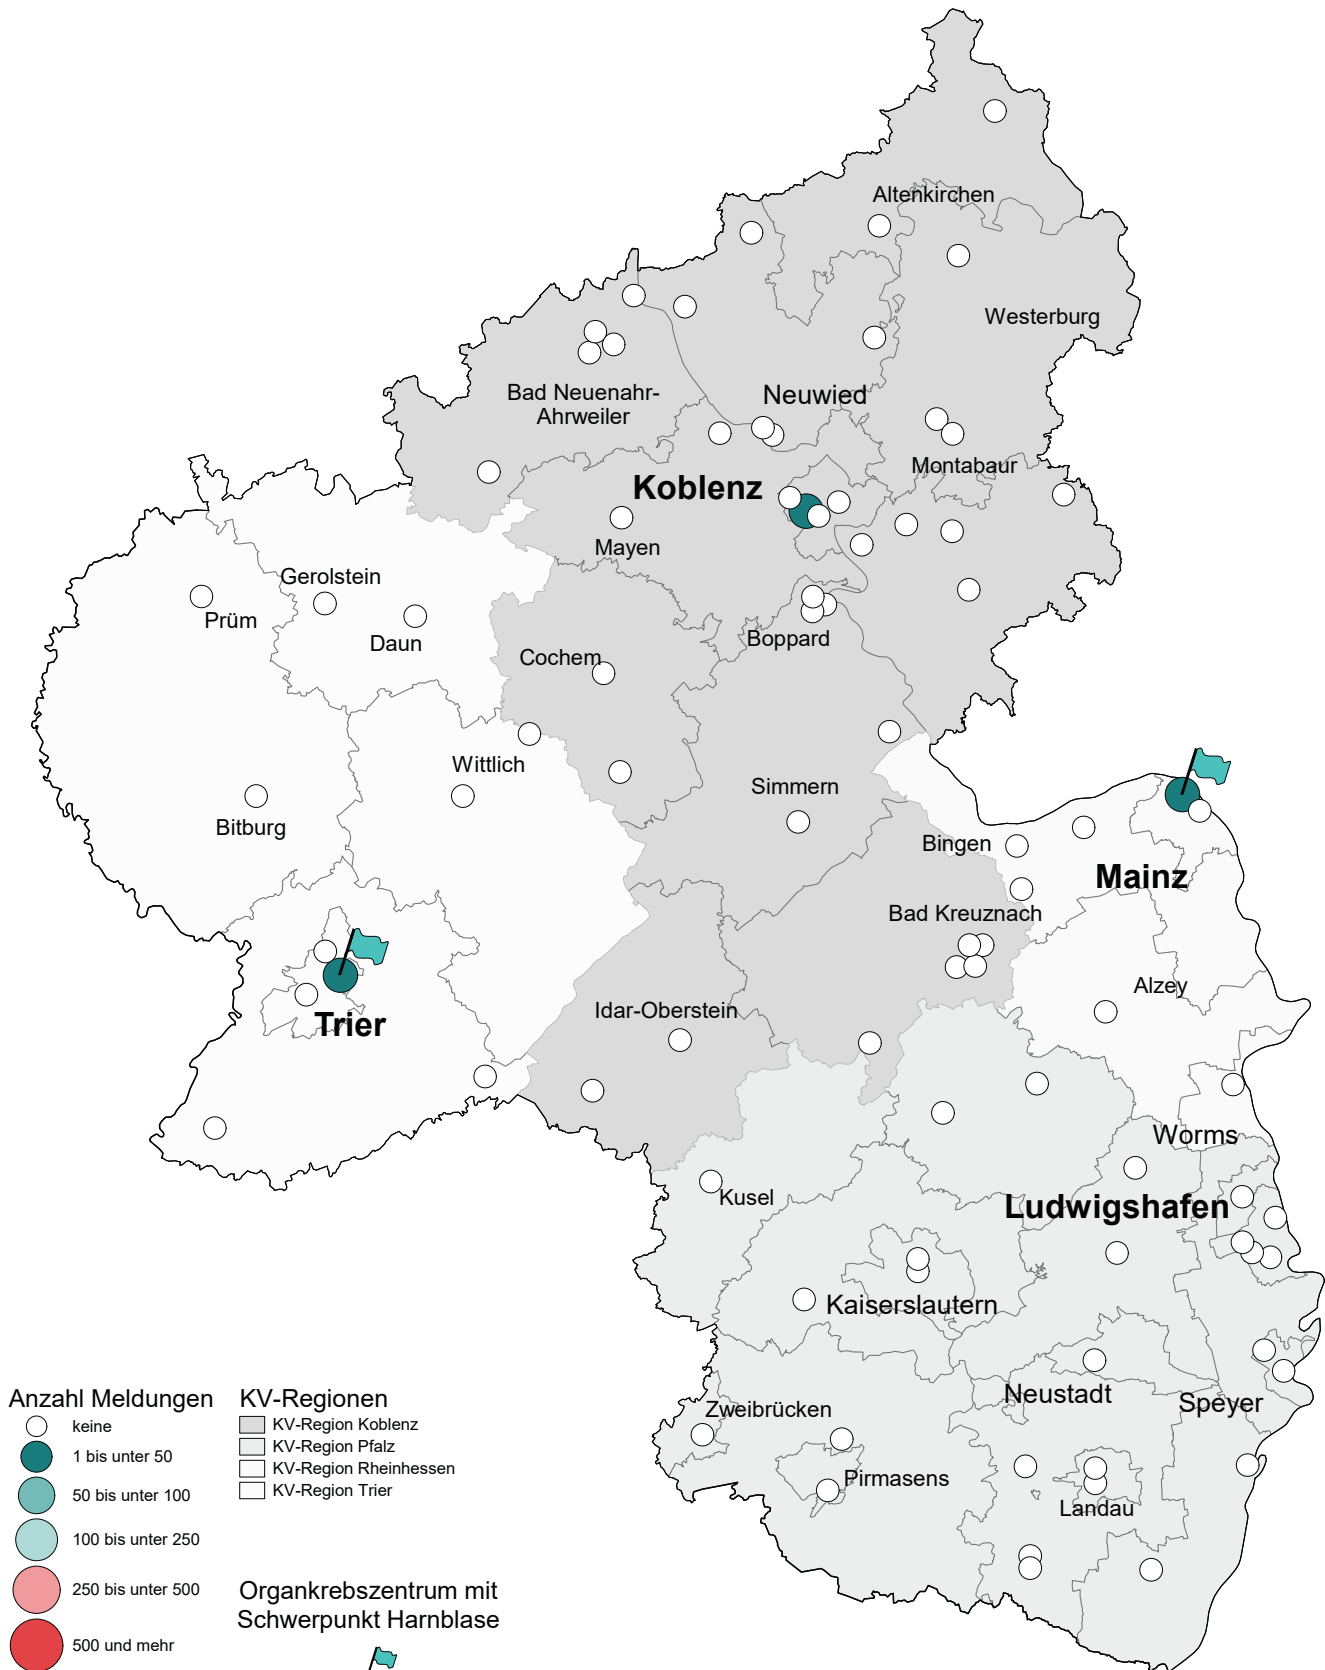 Altenkirchen
Westerburg
Bad Neuenahr-
Ahrweiler
Neuwied
Montabaur
Koblenz
Mayen
Gerolstein
Prüm
Daun
Boppard
Cochem
Wittlich
Simmern
Bitburg
Bingen
Mainz
Bad Kreuznach
Alzey
Idar-Oberstein
Trier
Worms
Kusel
Ludwigshafen
Kaiserslautern
Neustadt
Speyer
Zweibrücken
Pirmasens
Landau
Anzahl Meldungen
keine
1 bis unter 50
50 bis unter 100
100 bis unter 250
250 bis unter 500
500 und mehr
KV-Regionen
KV-Region Koblenz
KV-Region Pfalz
KV-Region Rheinhessen
KV-Region Trier
Organkrebszentrum mit
Schwerpunkt Harnblase